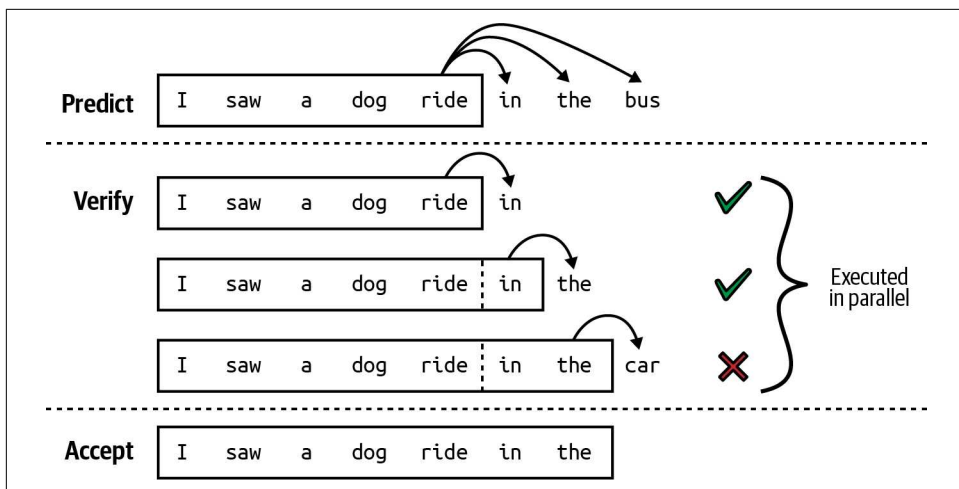 Predict I saw a dog ride in the bus
Verify I saw a dog ride in
I saw a dog ride in the
I saw a dog ride in the car
Executed
in parallel
Accept I saw a dog ride in the